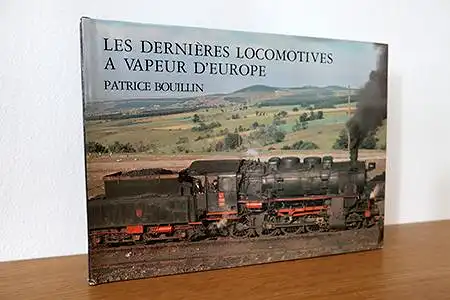 LES DERNIÈRES LOCOMOTIVES
A VAPEUR D'EUROPE
PATRICE BOUILLIN